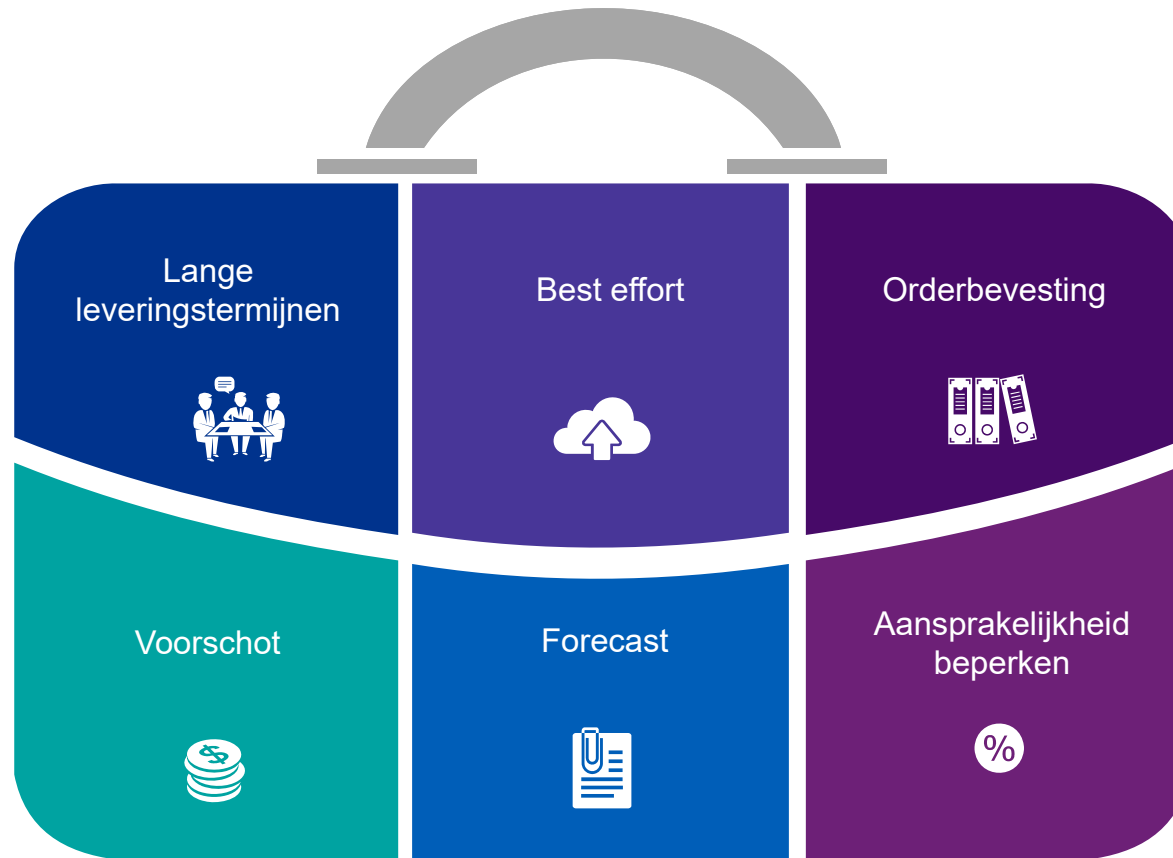 Lange
leveringstermijnen
Best effort
Orderbevesting
Voorschot
$
Forecast
Aansprakelijkheid
beperken
%